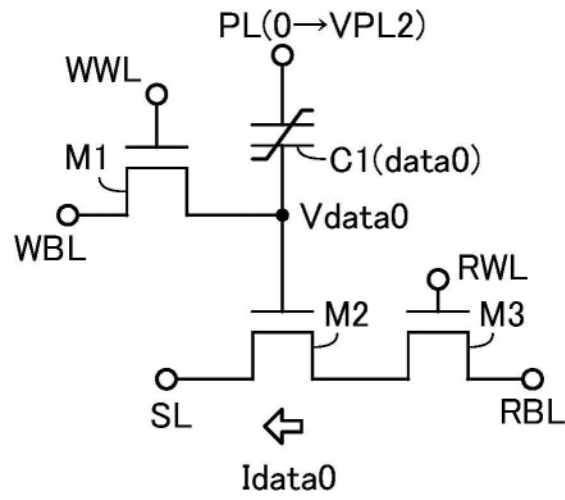 PL(0→VPL2)
WWL
M1
C1(data0)
WBL
Vdata0
RWL
M2
M3
SL
RBL
Idata0